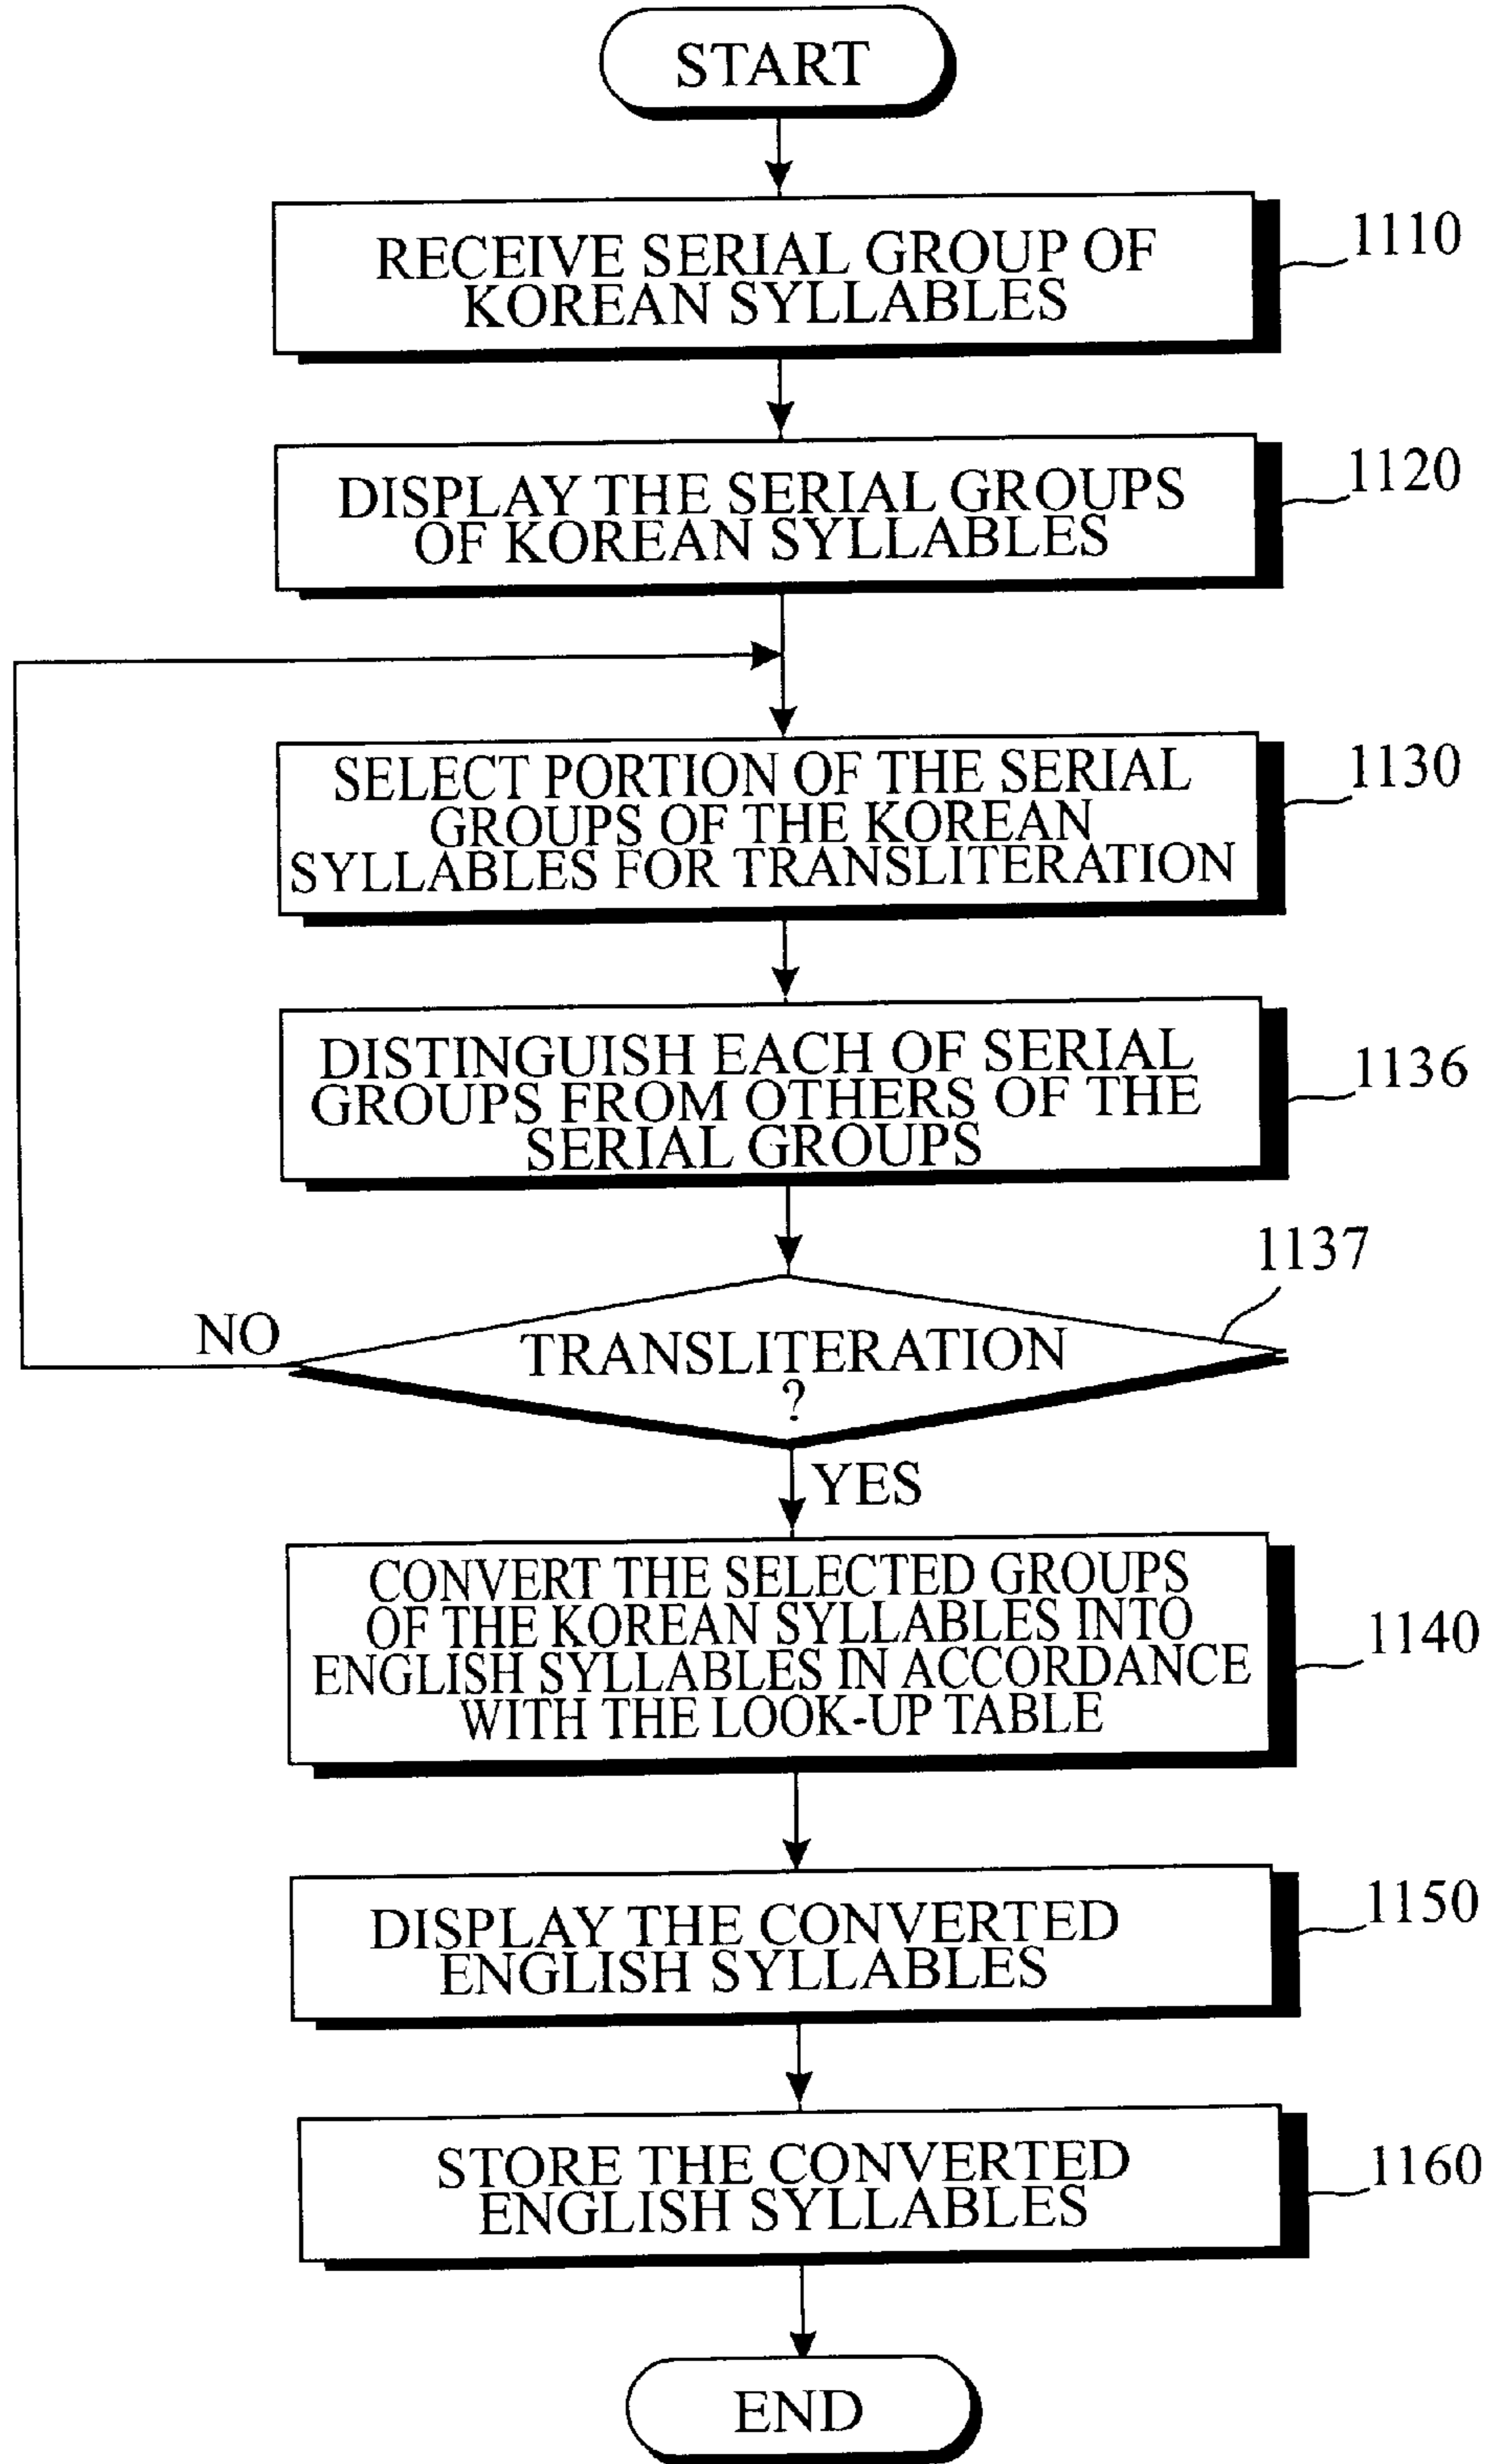 START
RECEIVE SERIAL GROUP OF
KOREAN SYLLABLES
1110
DISPLAY THE SERIAL GROUPS
OF KOREAN SYLLABLES
1120
SELECT PORTION OF THE SERIAL
GROUPS OF THE KOREAN
SYLLABLES FOR TRANSLITERATION
1130
DISTINGUISH EACH OF SERIAL
GROUPS FROM OTHERS OF THE
SERIAL GROUPS
1136
1137
NO
TRANSLITERATION
?
YES
CONVERT THE SELECTED GROUPS
OF THE KOREAN SYLLABLES INTO
ENGLISH SYLLABLES IN ACCORDANCE
WITH THE LOOK-UP TABLE
1140
DISPLAY THE CONVERTED
ENGLISH SYLLABLES
1150
STORE THE CONVERTED
ENGLISH SYLLABLES
1160
END